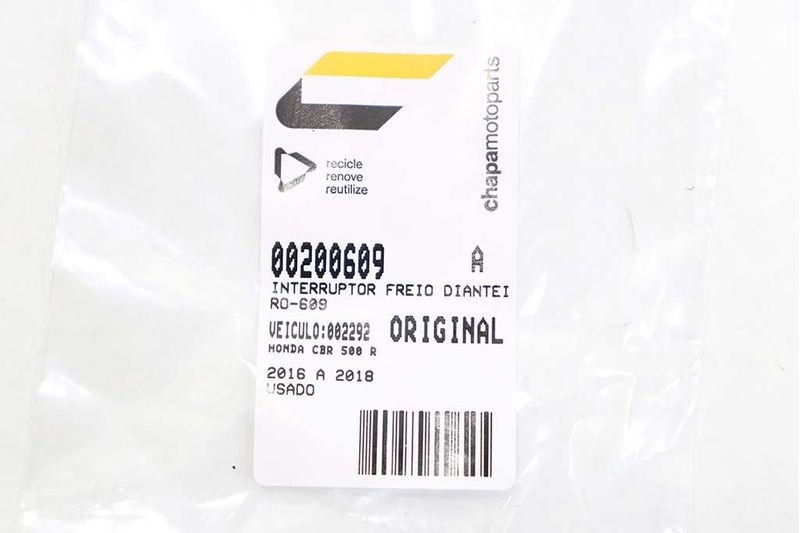 chapamotoparts
recicle
renove
reutilize
00200609 A
INTERRUPTOR FREIO DIANTEI
RO-609
VEICULO:002292 ORIGINAL
HONDA CBR 500 R
2016 A 2018
USADO